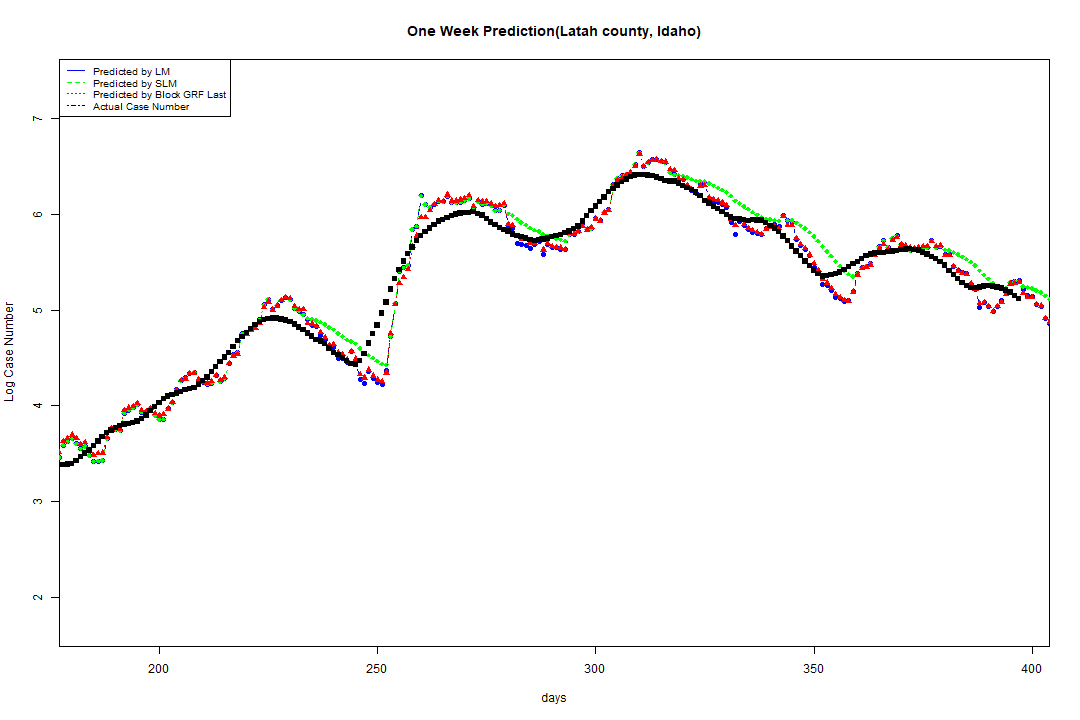 One Week Prediction(Latah county, Idaho)
Predicted by LM
Predicted by SLM
Predicted by Block GRF Last
Actual Case Number
7
6
5
4
3
2
Log Case Number
200 250 300 350 400
days